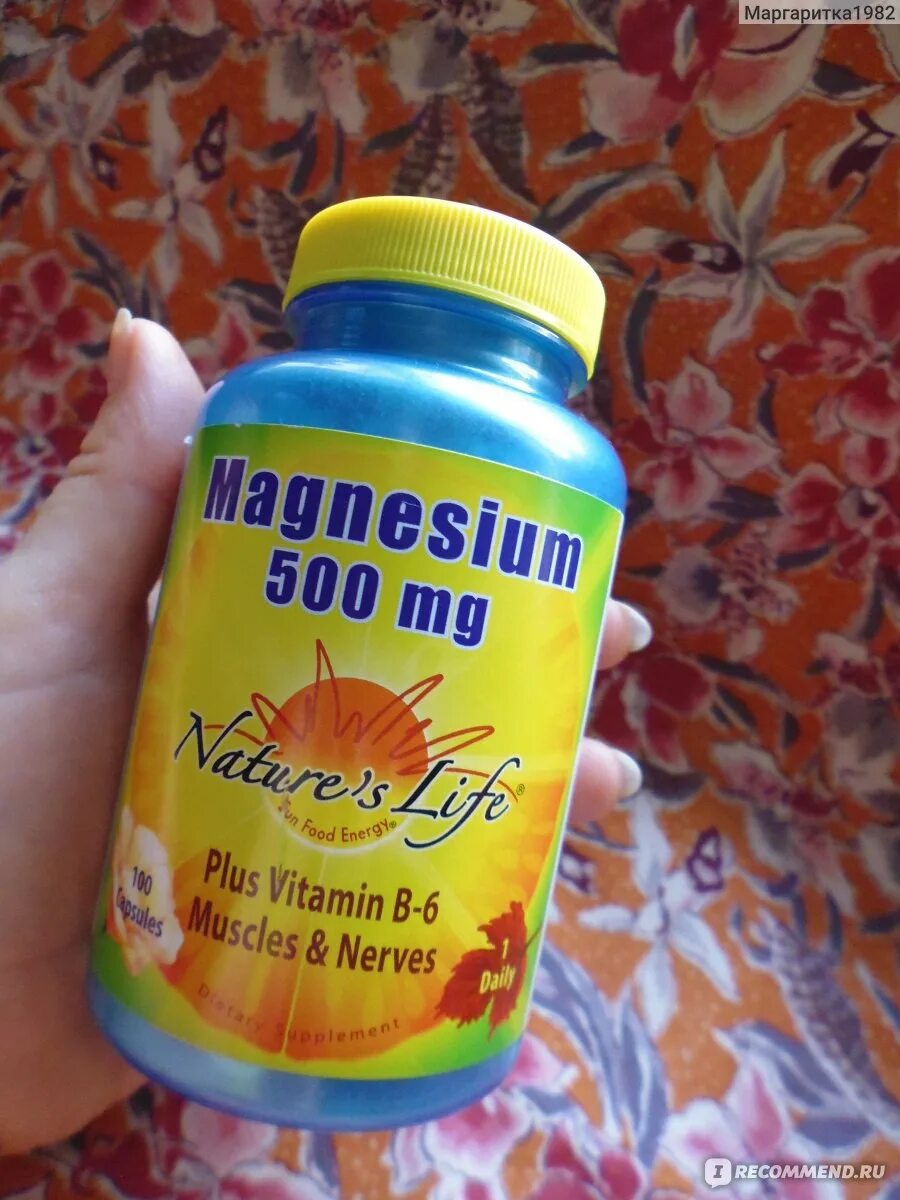 Маргаритка1982
Magnesium
500 mg
Nature's Life®
Sun Food Energy®
Plus Vitamin B-6
Muscles & Nerves
100
Capsules
1
Daily
Dietary Supplement
I RECOMMEND.RU